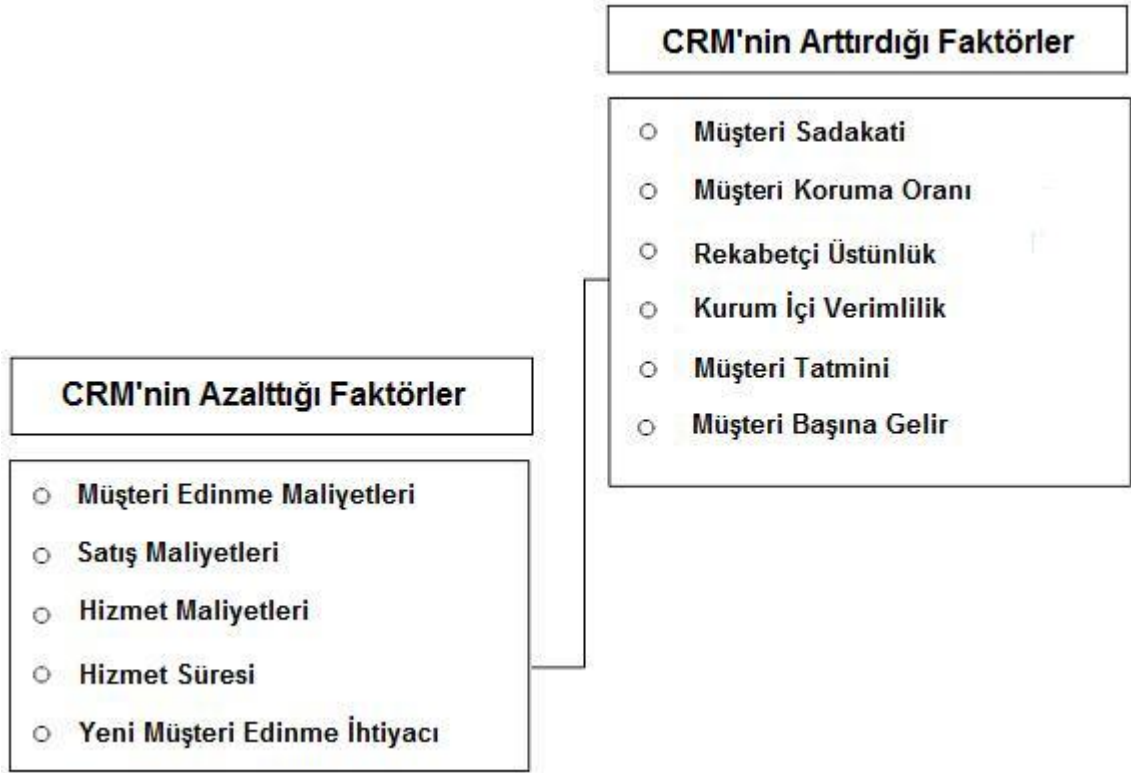 CRM'nin Arttırdığı Faktörler
Müşteri Sadakati
Müşteri Koruma Oranı
Rekabetçi Üstünlük
Kurum İçi Verimlilik
Müşteri Tatmini
Müşteri Başına Gelir
CRM'nin Azalttığı Faktörler
Müşteri Edinme Maliyetleri
Satış Maliyetleri
Hizmet Maliyetleri
Hizmet Süresi
Yeni Müşteri Edinme İhtiyacı